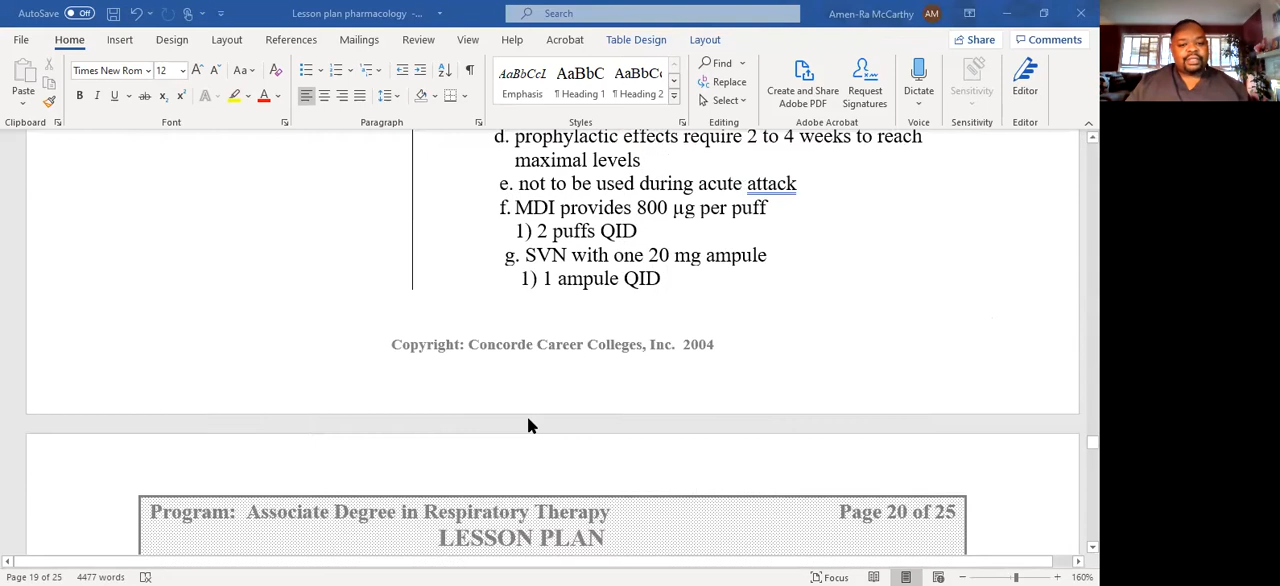 AutoSave Off
Lesson plan pharmacology -...
Search
Amen-Ra McCarthy AM
File Home Insert Design Layout References Mailings Review View Help Acrobat Table Design Layout
Share Comments
Paste
Clipboard
Times New Rom 12 A A Aa A
B I U ab x₂ x² A A
Font
Paragraph
AaBbCcI AaBbC AaBbCc
Emphasis ¶ Heading 1 ¶ Heading 2
Styles
Find
Replace
Select
Editing
Create and Share
Adobe PDF
Request
Signatures
Adobe Acrobat
Dictate
Voice
Sensitivity
Sensitivity
Editor
Editor
d. prophylactic effects require 2 to 4 weeks to reach
maximal levels
e. not to be used during acute attack
f. MDI provides 800 µg per puff
1) 2 puffs QID
g. SVN with one 20 mg ampule
1) 1 ampule QID
Copyright: Concorde Career Colleges, Inc. 2004
Program: Associate Degree in Respiratory Therapy Page 20 of 25
LESSON PLAN
Page 19 of 25 4477 words
Focus
160%